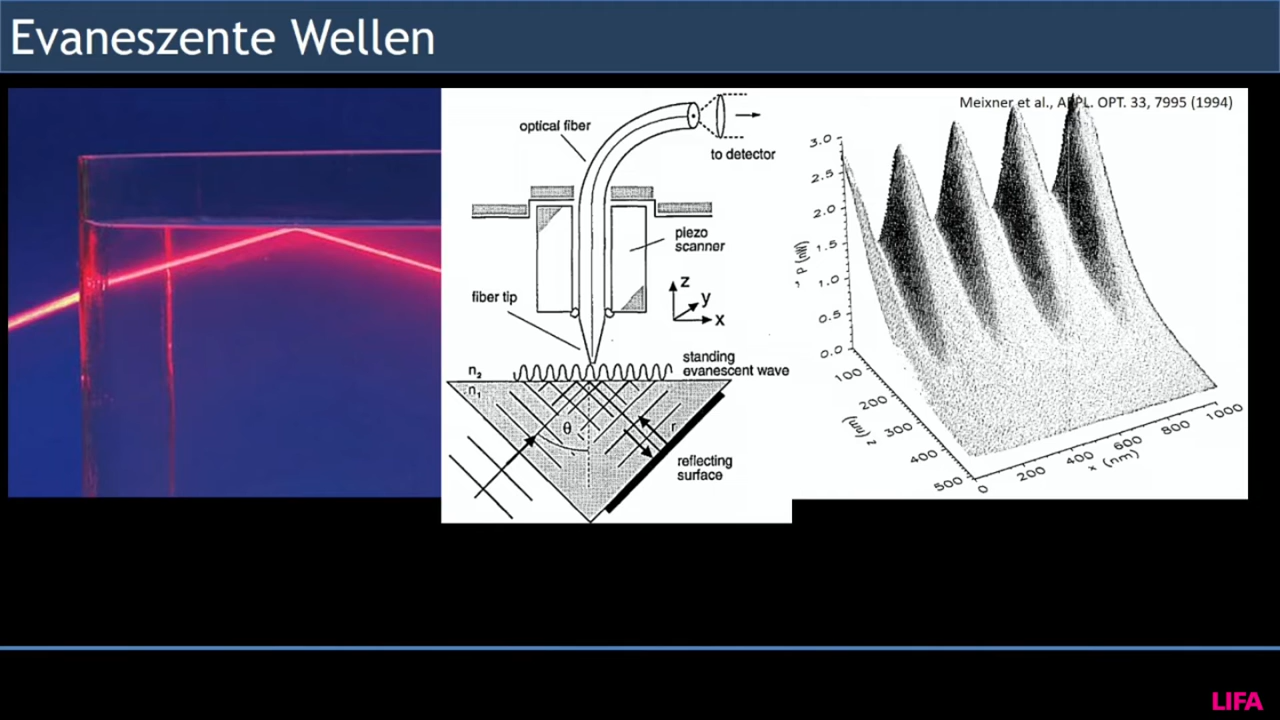 Evaneszente Wellen
optical fiber
to detector
piezo
scanner
fiber tip
z
y
x
standing
evanescent wave
n₂
n₁
θ
r
reflecting
surface
Meixner et al., APPL. OPT. 33, 7995 (1994)
3.0
2.5
2.0
1.5
1.0
0.5
0.0
P (nW)
100
200
300
400
500
z (nm)
0
200
400
600
800
1000
x (nm)
LIFA